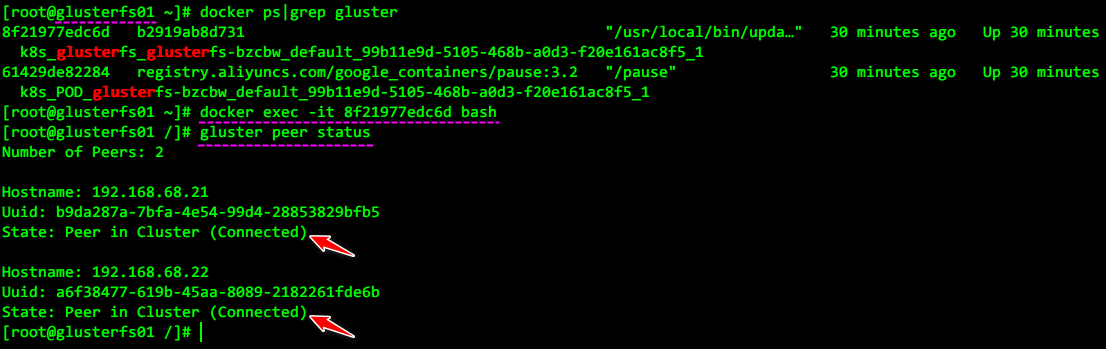 [root@glusterfs01 ~]# docker ps|grep gluster
8f21977edc6d   b2919ab8d731                                        "/usr/local/bin/upda…"   30 minutes ago   Up 30 minutes
  k8s_glusterfs_glusterfs-bzcbw_default_99b11e9d-5105-468b-a0d3-f20e161ac8f5_1
61429de82284   registry.aliyuncs.com/google_containers/pause:3.2   "/pause"                 30 minutes ago   Up 30 minutes
  k8s_POD_glusterfs-bzcbw_default_99b11e9d-5105-468b-a0d3-f20e161ac8f5_1
[root@glusterfs01 ~]# docker exec -it 8f21977edc6d bash
[root@glusterfs01 /]# gluster peer status
Number of Peers: 2
Hostname: 192.168.68.21
Uuid: b9da287a-7bfa-4e54-99d4-28853829bfb5
State: Peer in Cluster (Connected)
Hostname: 192.168.68.22
Uuid: a6f38477-619b-45aa-8089-2182261fde6b
State: Peer in Cluster (Connected)
[root@glusterfs01 /]#